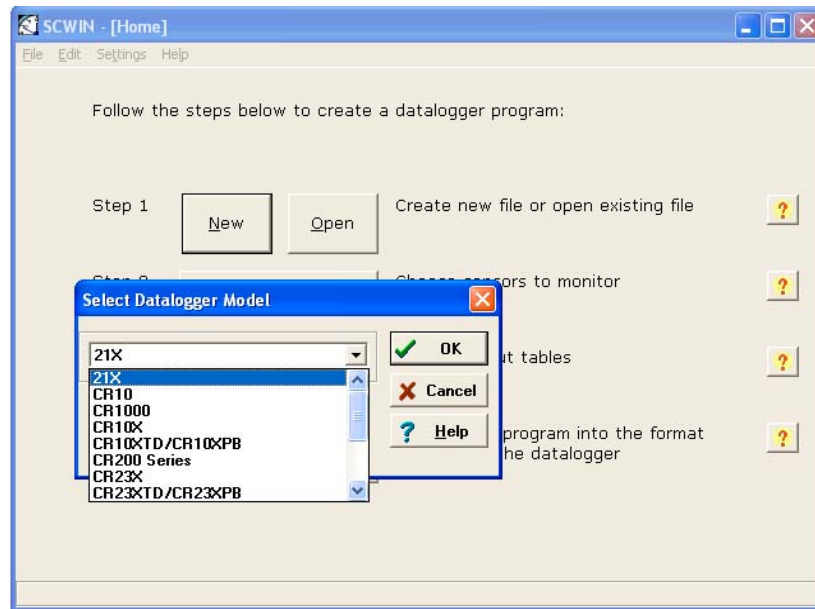 SCWIN - [Home]
File Edit Settings Help
Follow the steps below to create a datalogger program:
Step 1
New
Open
Create new file or open existing file
?
sors to monitor
?
Select Datalogger Model
21X
OK
Cancel
Help
21X
CR10
CR1000
CR10X
CR10XTD/CR10XPB
CR200 Series
CR23X
CR23XTD/CR23XPB
ut tables
?
program into the format
he datalogger
?
?